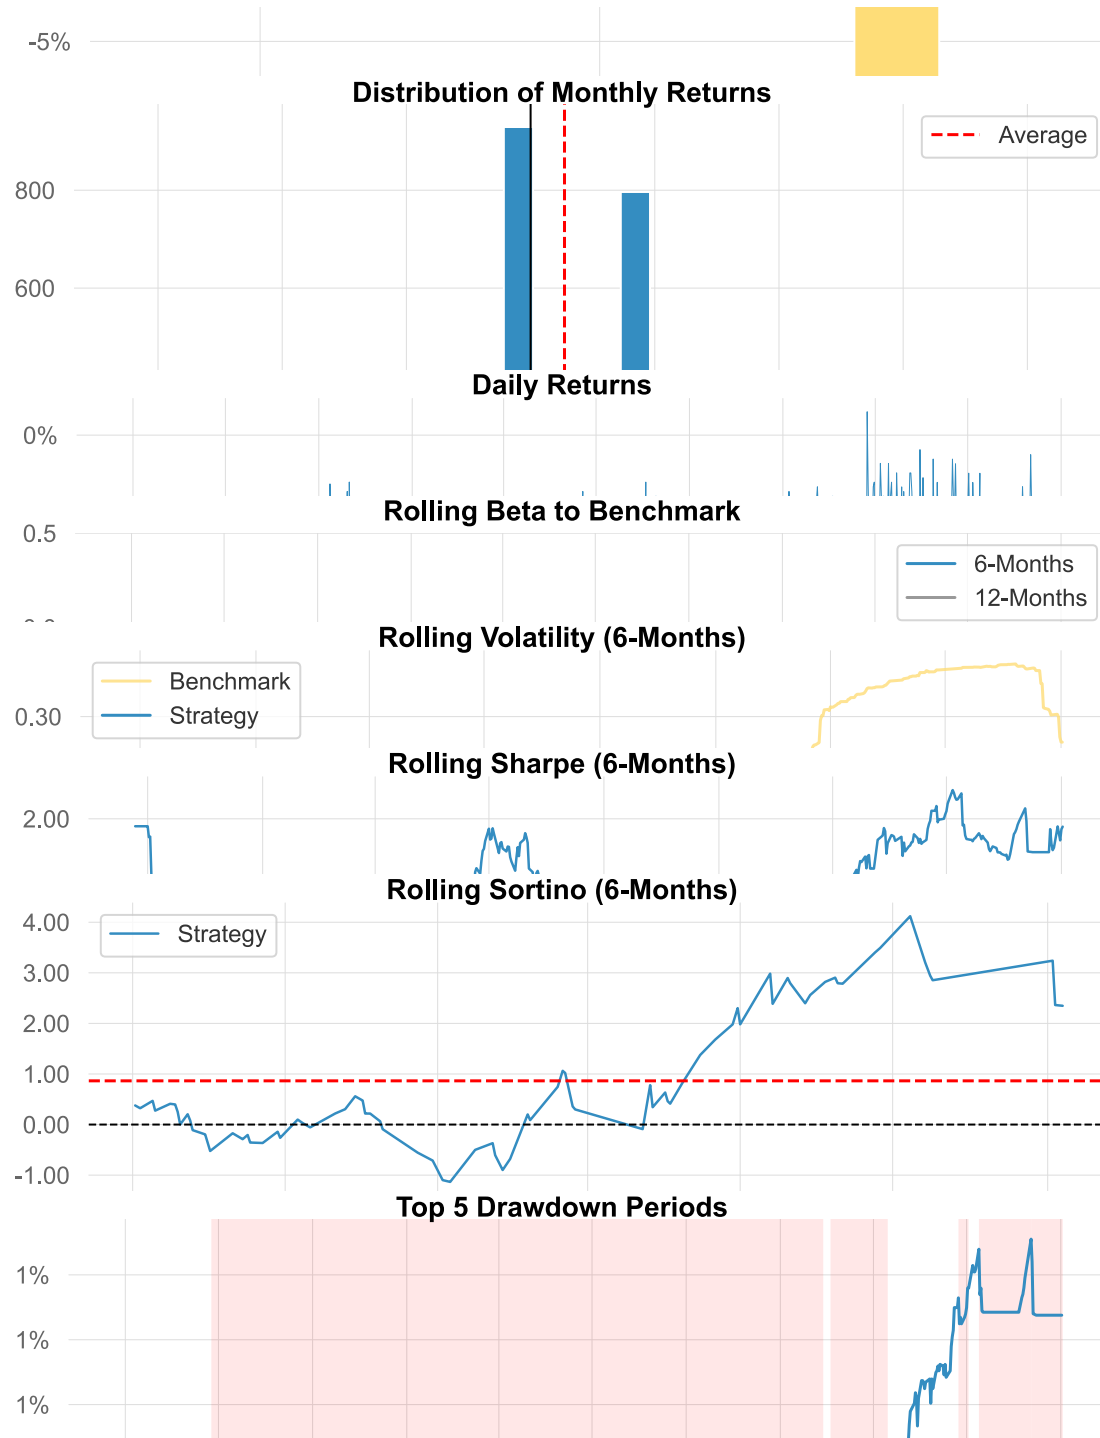 -5%
Distribution of Monthly Returns
Average
800
600
Daily Returns
0%
Rolling Beta to Benchmark
0.5
6-Months
12-Months
Rolling Volatility (6-Months)
Benchmark
Strategy
0.30
Rolling Sharpe (6-Months)
2.00
Rolling Sortino (6-Months)
4.00
Strategy
3.00
2.00
1.00
0.00
-1.00
Top 5 Drawdown Periods
1%
1%
1%